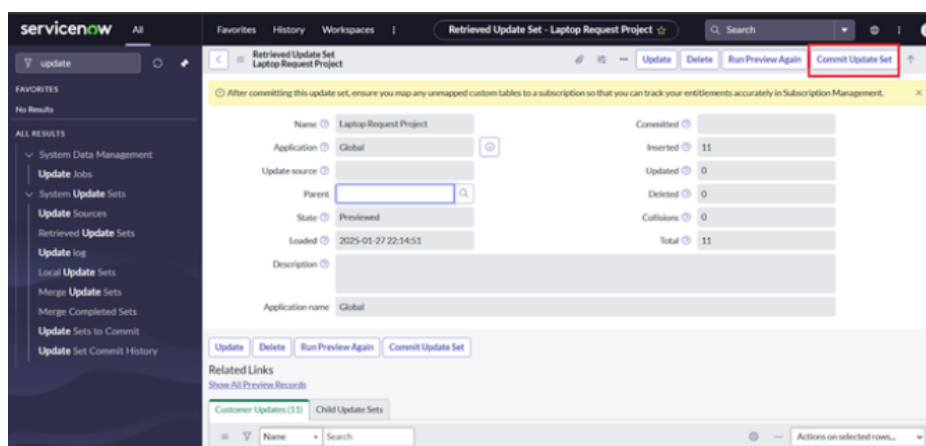 servicenow All Favorites History Workspaces Retrieved Update Set - Laptop Request Project Search
update
FAVORITES
No Results
ALL RESULTS
System Data Management
Update Jobs
System Update Sets
Update Sources
Retrieved Update Sets
Update log
Local Update Sets
Merge Update Sets
Merge Completed Sets
Update Sets to Commit
Update Set Commit History
Retrieved Update Set
Laptop Request Project
Update Delete Run Preview Again Commit Update Set
After committing this update set, ensure you map any unmapped custom tables to a subscription so that you can track your entitlements accurately in Subscription Management.
Name Laptop Request Project Committed
Application Global Inserted 11
Update source Updated 0
Parent Deleted 0
State Previewed Collisions 0
Loaded 2025-01-27 22:14:51 Total 11
Description
Application name Global
Update Delete Run Preview Again Commit Update Set
Related Links
Show All Preview Records
Customer Updates (11) Child Update Sets
Name Search Actions on selected rows...